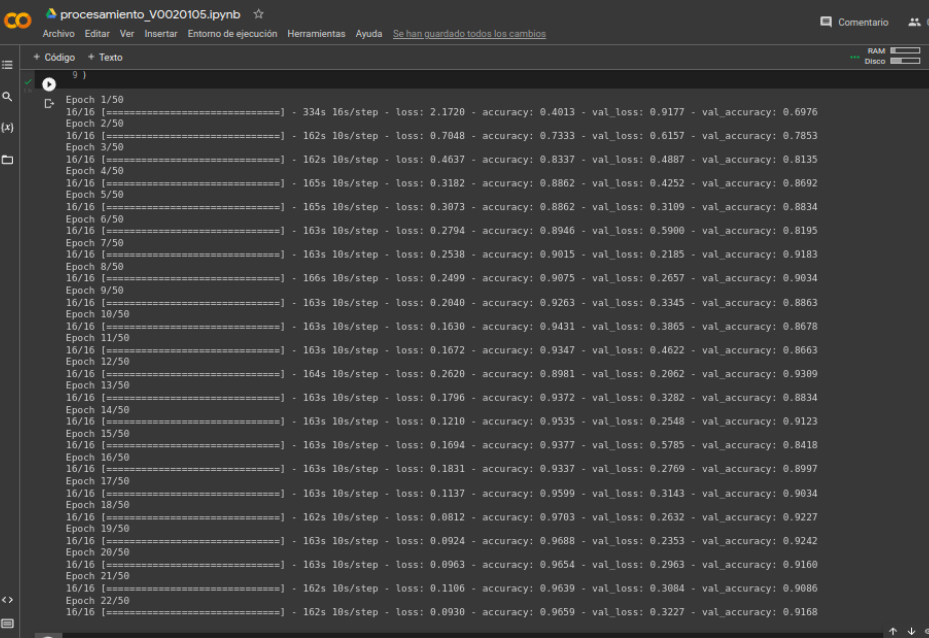 procesamiento_V0020105.ipynb
Comentario
Archivo Editar Ver Insertar Entorno de ejecución Herramientas Ayuda Se han guardado todos los cambios
+ Código + Texto
RAM
Disco
9 )
Epoch 1/50
16/16 [==============================] - 334s 16s/step - loss: 2.1720 - accuracy: 0.4013 - val_loss: 0.9177 - val_accuracy: 0.6976
Epoch 2/50
16/16 [==============================] - 162s 10s/step - loss: 0.7048 - accuracy: 0.7333 - val_loss: 0.6157 - val_accuracy: 0.7853
Epoch 3/50
16/16 [==============================] - 162s 10s/step - loss: 0.4637 - accuracy: 0.8337 - val_loss: 0.4887 - val_accuracy: 0.8135
Epoch 4/50
16/16 [==============================] - 165s 10s/step - loss: 0.3182 - accuracy: 0.8862 - val_loss: 0.4252 - val_accuracy: 0.8692
Epoch 5/50
16/16 [==============================] - 165s 10s/step - loss: 0.3073 - accuracy: 0.8862 - val_loss: 0.3109 - val_accuracy: 0.8834
Epoch 6/50
16/16 [==============================] - 163s 10s/step - loss: 0.2794 - accuracy: 0.8946 - val_loss: 0.5900 - val_accuracy: 0.8195
Epoch 7/50
16/16 [==============================] - 163s 10s/step - loss: 0.2538 - accuracy: 0.9015 - val_loss: 0.2185 - val_accuracy: 0.9183
Epoch 8/50
16/16 [==============================] - 166s 10s/step - loss: 0.2499 - accuracy: 0.9075 - val_loss: 0.2657 - val_accuracy: 0.9034
Epoch 9/50
16/16 [==============================] - 163s 10s/step - loss: 0.2040 - accuracy: 0.9263 - val_loss: 0.3345 - val_accuracy: 0.8863
Epoch 10/50
16/16 [==============================] - 163s 10s/step - loss: 0.1630 - accuracy: 0.9431 - val_loss: 0.3865 - val_accuracy: 0.8678
Epoch 11/50
16/16 [==============================] - 163s 10s/step - loss: 0.1672 - accuracy: 0.9347 - val_loss: 0.4622 - val_accuracy: 0.8663
Epoch 12/50
16/16 [==============================] - 164s 10s/step - loss: 0.2620 - accuracy: 0.8981 - val_loss: 0.2062 - val_accuracy: 0.9309
Epoch 13/50
16/16 [==============================] - 163s 10s/step - loss: 0.1796 - accuracy: 0.9372 - val_loss: 0.3282 - val_accuracy: 0.8834
Epoch 14/50
16/16 [==============================] - 163s 10s/step - loss: 0.1210 - accuracy: 0.9535 - val_loss: 0.2548 - val_accuracy: 0.9123
Epoch 15/50
16/16 [==============================] - 163s 10s/step - loss: 0.1694 - accuracy: 0.9377 - val_loss: 0.5785 - val_accuracy: 0.8418
Epoch 16/50
16/16 [==============================] - 163s 10s/step - loss: 0.1831 - accuracy: 0.9337 - val_loss: 0.2769 - val_accuracy: 0.8997
Epoch 17/50
16/16 [==============================] - 163s 10s/step - loss: 0.1137 - accuracy: 0.9599 - val_loss: 0.3143 - val_accuracy: 0.9034
Epoch 18/50
16/16 [==============================] - 162s 10s/step - loss: 0.0812 - accuracy: 0.9703 - val_loss: 0.2632 - val_accuracy: 0.9227
Epoch 19/50
16/16 [==============================] - 163s 10s/step - loss: 0.0924 - accuracy: 0.9688 - val_loss: 0.2353 - val_accuracy: 0.9242
Epoch 20/50
16/16 [==============================] - 163s 10s/step - loss: 0.0963 - accuracy: 0.9654 - val_loss: 0.2963 - val_accuracy: 0.9160
Epoch 21/50
16/16 [==============================] - 162s 10s/step - loss: 0.1106 - accuracy: 0.9639 - val_loss: 0.3084 - val_accuracy: 0.9086
Epoch 22/50
16/16 [==============================] - 162s 10s/step - loss: 0.0930 - accuracy: 0.9659 - val_loss: 0.3227 - val_accuracy: 0.9168